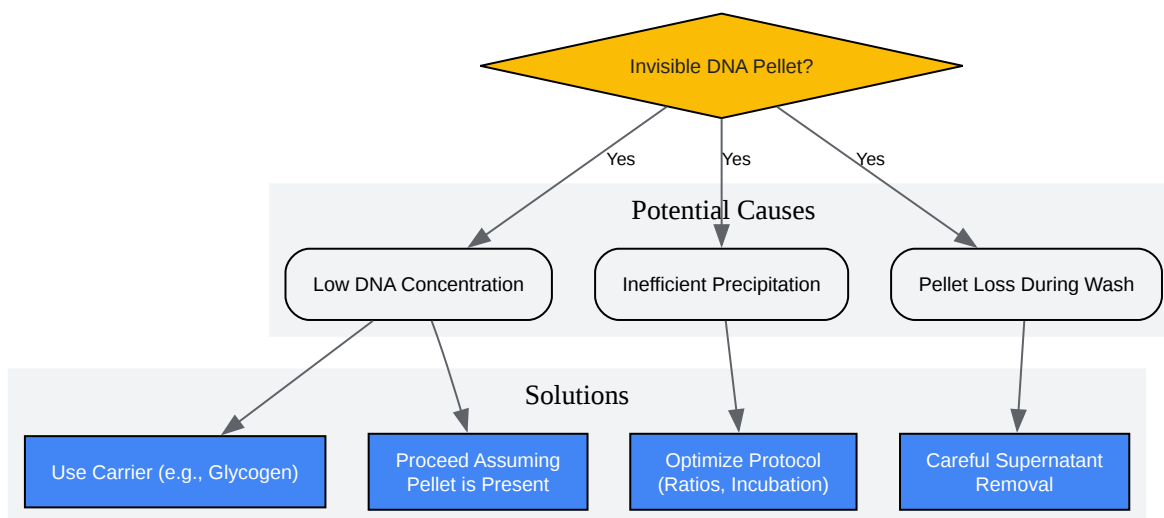 Invisible DNA Pellet?
Yes
Yes
Yes
Potential Causes
Low DNA Concentration
Inefficient Precipitation
Pellet Loss During Wash
Solutions
Use Carrier (e.g., Glycogen)
Proceed Assuming
Pellet is Present
Optimize Protocol
(Ratios, Incubation)
Careful Supernatant
Removal